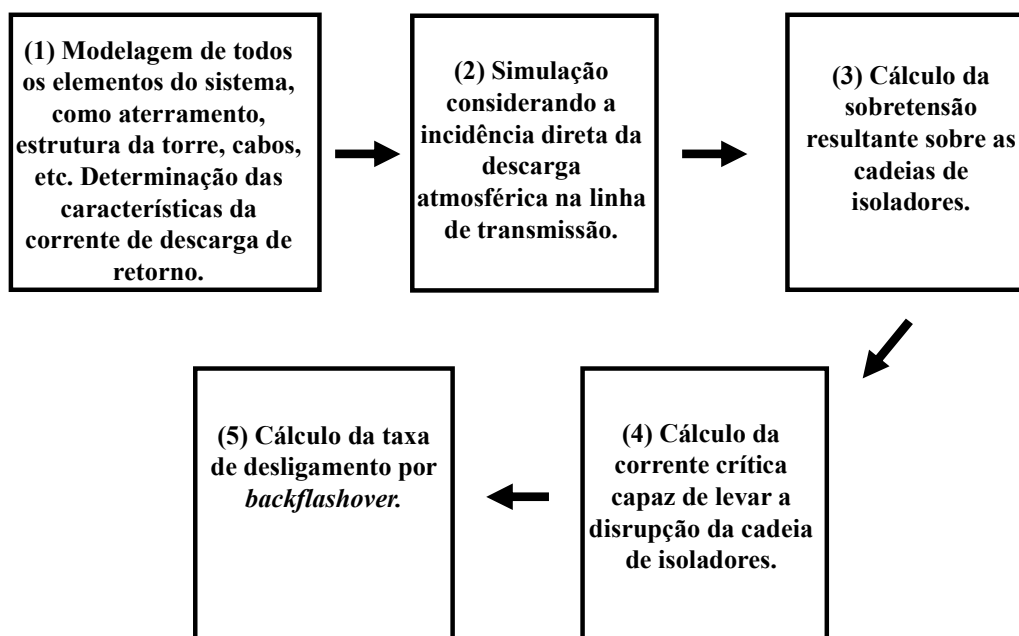 (1) Modelagem de todos
os elementos do sistema,
como aterramento,
estrutura da torre, cabos,
etc. Determinação das
características da
corrente de descarga de
retorno.
(2) Simulação
considerando a
incidência direta da
descarga
atmosférica na linha
de transmissão.
(3) Cálculo da
sobretensão
resultante sobre as
cadeias de
isoladores.
(4) Cálculo da
corrente crítica
capaz de levar a
disrupção da cadeia
de isoladores.
(5) Cálculo da taxa
de desligamento por
backflashover.